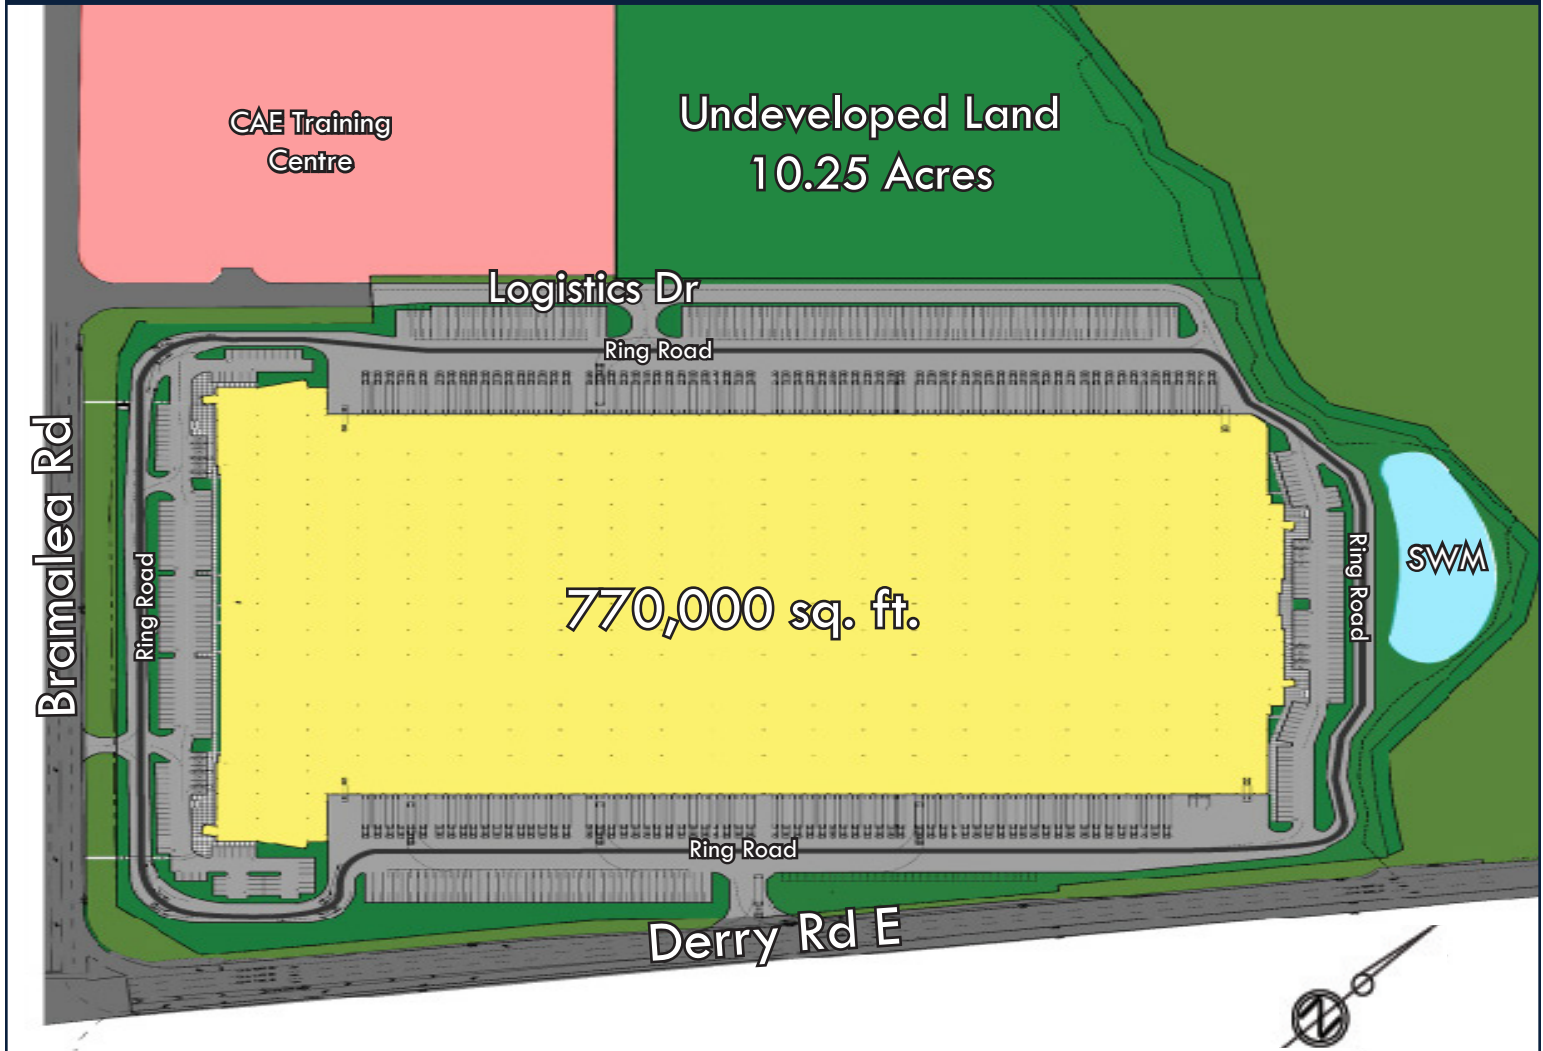 CAE Training
Centre
Undeveloped Land
10.25 Acres
Logistics Dr
Ring Road
Bramalea Rd
Ring Road
770,000 sq. ft.
Ring Road
SWM
Ring Road
Derry Rd E
N